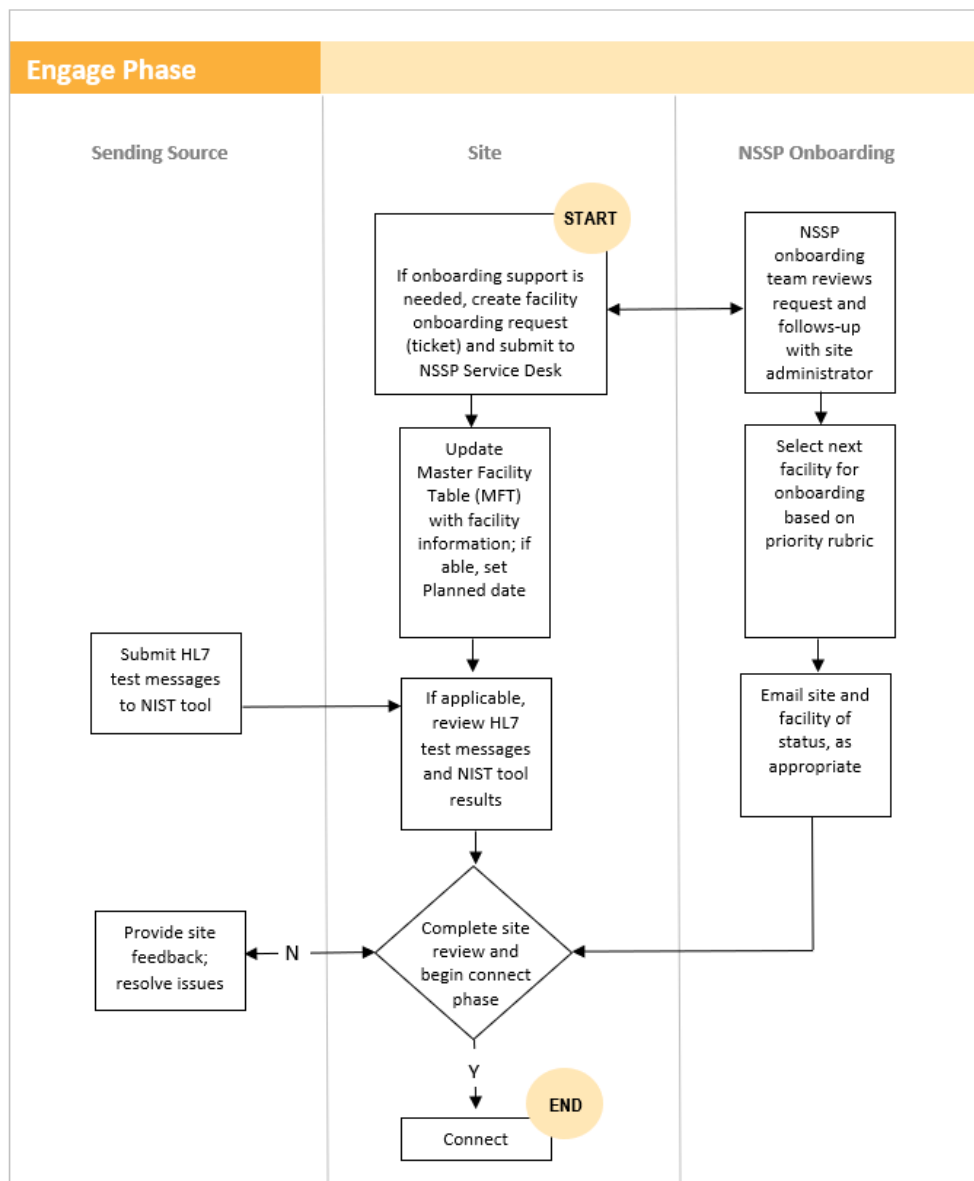 Engage Phase
Sending Source
Site
NSSP Onboarding
START
If onboarding support is
needed, create facility
onboarding request
(ticket) and submit to
NSSP Service Desk
NSSP
onboarding
team reviews
request and
follows-up
with site
administrator
Update
Master Facility
Table (MFT)
with facility
information; if
able, set
Planned date
Select next
facility for
onboarding
based on
priority rubric
Submit HL7
test messages
to NIST tool
If applicable,
review HL7
test messages
and NIST tool
results
Email site and
facility of
status, as
appropriate
Provide site
feedback;
resolve issues
N
Complete site
review and
begin connect
phase
Y
END
Connect